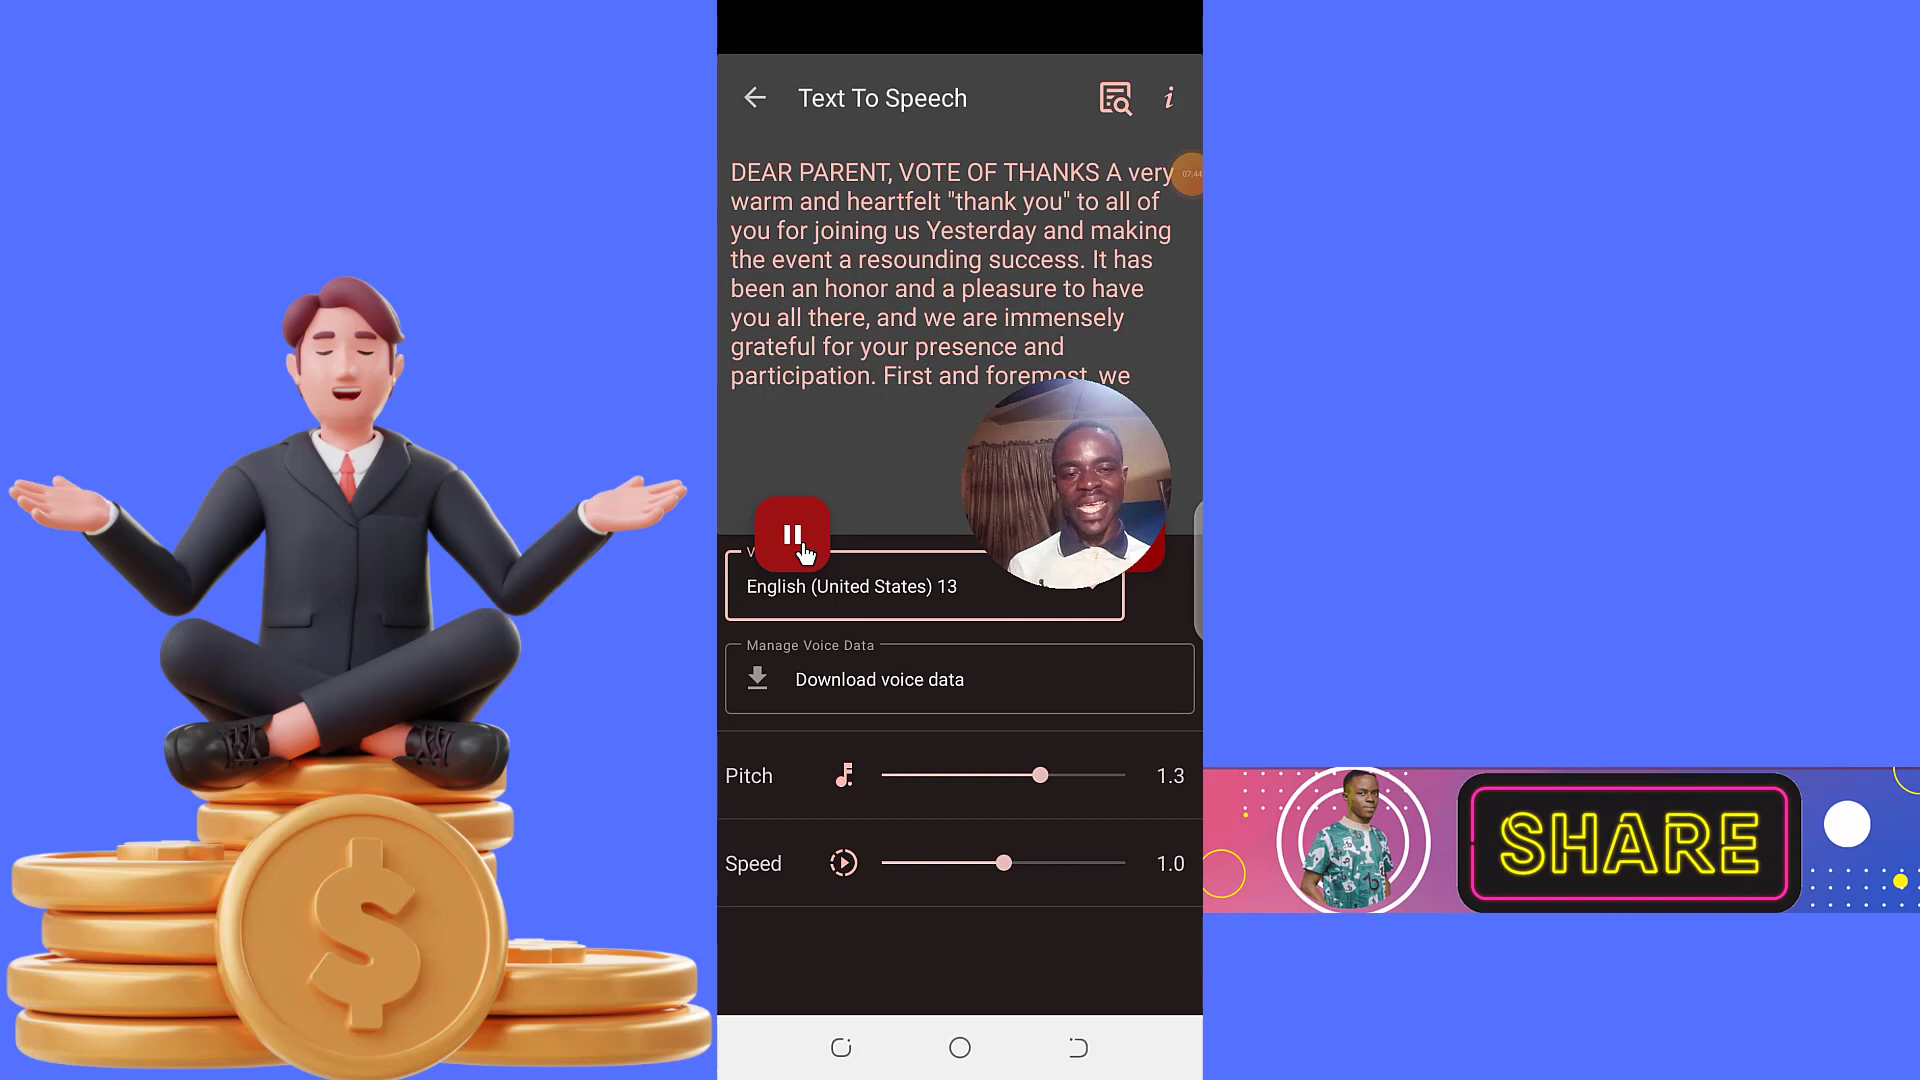 Text To Speech
i
DEAR PARENT, VOTE OF THANKS A very
warm and heartfelt "thank you" to all of
you for joining us Yesterday and making
the event a resounding success. It has
been an honor and a pleasure to have
you all there, and we are immensely
grateful for your presence and
participation. First and foremost, we
07:44
English (United States) 13
Manage Voice Data
Download voice data
Pitch
1.3
Speed
1.0
$
SHARE